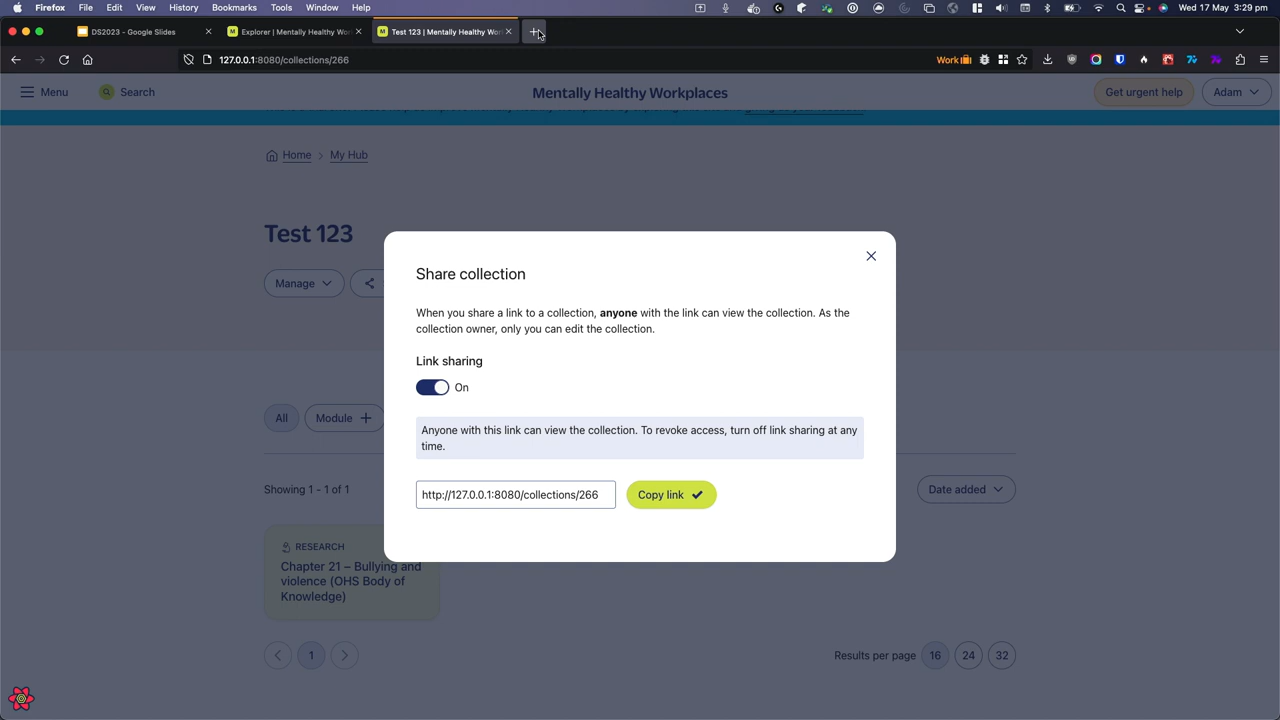 Firefox File Edit View History Bookmarks Tools Window Help Wed 17 May 3:29 pm
DS2023 - Google Slides Explorer | Mentally Healthy Wor Test 123 | Mentally Healthy Wor
127.0.0.1:8080/collections/266 Work
Menu Search Mentally Healthy Workplaces Get urgent help Adam
Home > My Hub
Test 123
Manage
Share collection
When you share a link to a collection, anyone with the link can view the collection. As the
collection owner, only you can edit the collection.
Link sharing
On
All Module +
Anyone with this link can view the collection. To revoke access, turn off link sharing at any
time.
Showing 1 - 1 of 1 Date added
http://127.0.0.1:8080/collections/266 Copy link
RESEARCH
Chapter 21 – Bullying and
violence (OHS Body of
Knowledge)
1 Results per page 16 24 32